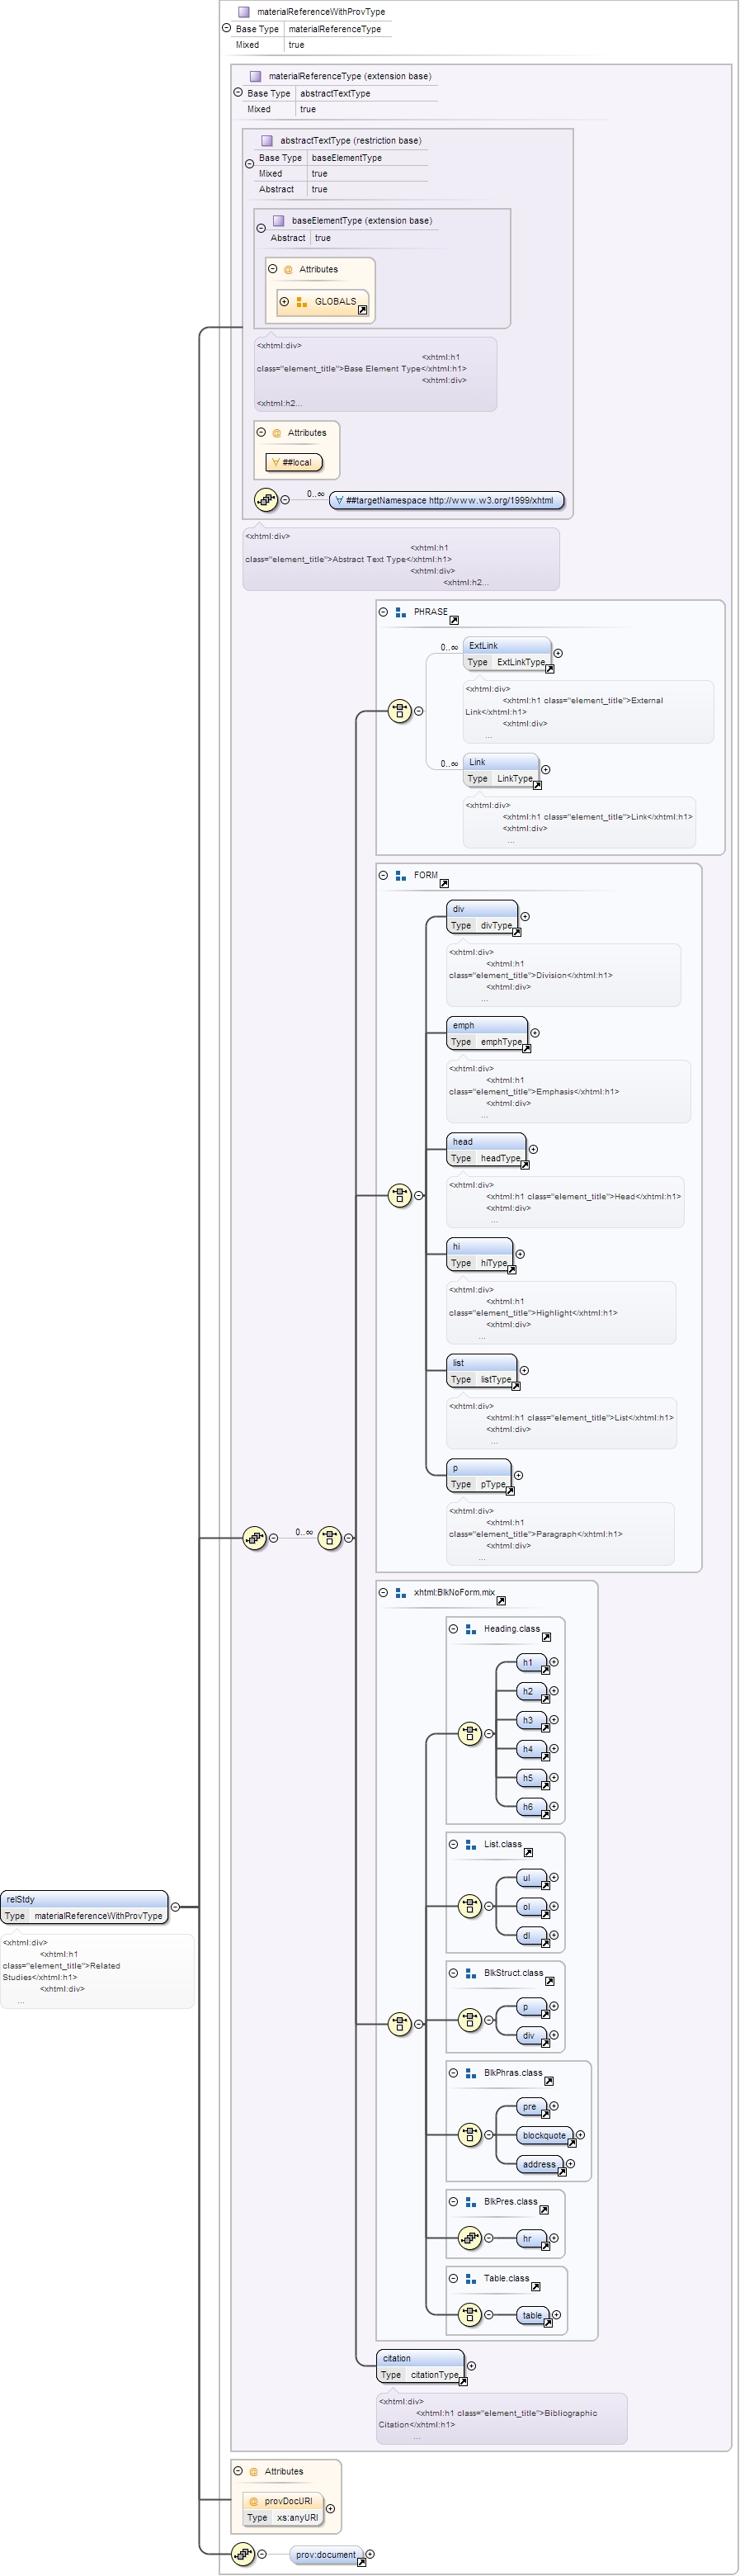 materialReferenceWithProvType
Base Type materialReferenceType
Mixed true
materialReferenceType (extension base)
Base Type abstractTextType
Mixed true
abstractTextType (restriction base)
Base Type baseElementType
Mixed true
Abstract true
baseElementType (extension base)
Abstract true
@ Attributes
GLOBALS
<xhtml:div>
<xhtml:h1
class="element_title">Base Element Type</xhtml:h1>
<xhtml:div>
<xhtml:h2...
@ Attributes
∀ ##local
0..∞
∀ ##targetNamespace http://www.w3.org/1999/xhtml
<xhtml:div>
<xhtml:h1
class="element_title">Abstract Text Type</xhtml:h1>
<xhtml:div>
<xhtml:h2...
PHRASE
0..∞
ExtLink
Type ExtLinkType
<xhtml:div>
<xhtml:h1 class="element_title">External
Link</xhtml:h1>
<xhtml:div>
...
0..∞
Link
Type LinkType
<xhtml:div>
<xhtml:h1 class="element_title">Link</xhtml:h1>
<xhtml:div>
...
FORM
div
Type divType
<xhtml:div>
<xhtml:h1
class="element_title">Division</xhtml:h1>
<xhtml:div>
...
emph
Type emphType
<xhtml:div>
<xhtml:h1
class="element_title">Emphasis</xhtml:h1>
<xhtml:div>
...
head
Type headType
<xhtml:div>
<xhtml:h1 class="element_title">Head</xhtml:h1>
<xhtml:div>
...
hi
Type hiType
<xhtml:div>
<xhtml:h1
class="element_title">Highlight</xhtml:h1>
<xhtml:div>
...
list
Type listType
<xhtml:div>
<xhtml:h1 class="element_title">List</xhtml:h1>
<xhtml:div>
...
p
Type pType
<xhtml:div>
<xhtml:h1
class="element_title">Paragraph</xhtml:h1>
<xhtml:div>
...
0..∞
xhtml:BlkNoForm.mix
Heading.class
h1
h2
h3
h4
h5
h6
List.class
ul
ol
dl
relStdy
Type materialReferenceWithProvType
<xhtml:div>
<xhtml:h1
class="element_title">Related
Studies</xhtml:h1>
<xhtml:div>
...
BlkStruct.class
p
div
BlkPhras.class
pre
blockquote
address
BlkPres.class
hr
Table.class
table
citation
Type citationType
<xhtml:div>
<xhtml:h1 class="element_title">Bibliographic
Citation</xhtml:h1>
...
@ Attributes
@ provDocURI
Type xs:anyURI
prov:document